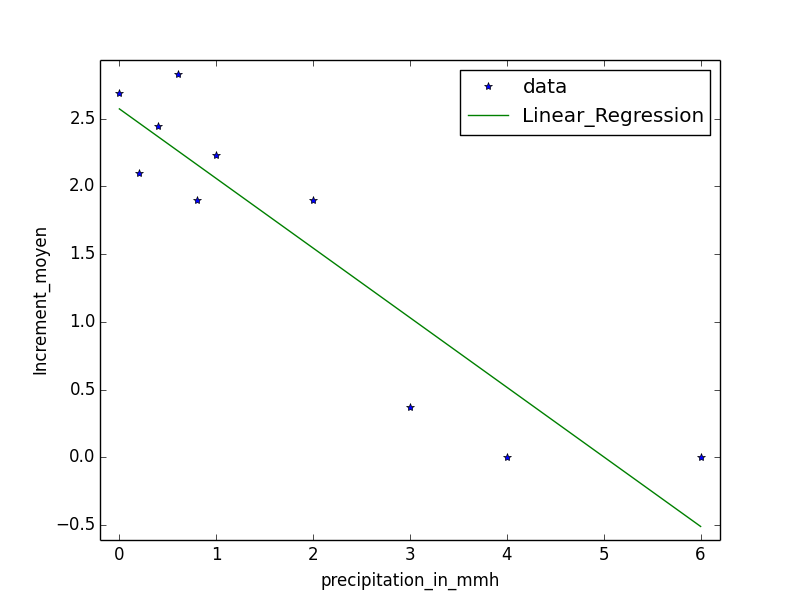 data
Linear_Regression
2.5
2.0
1.5
1.0
0.5
0.0
−0.5
Increment_moyen
0 1 2 3 4 5 6
precipitation_in_mmh